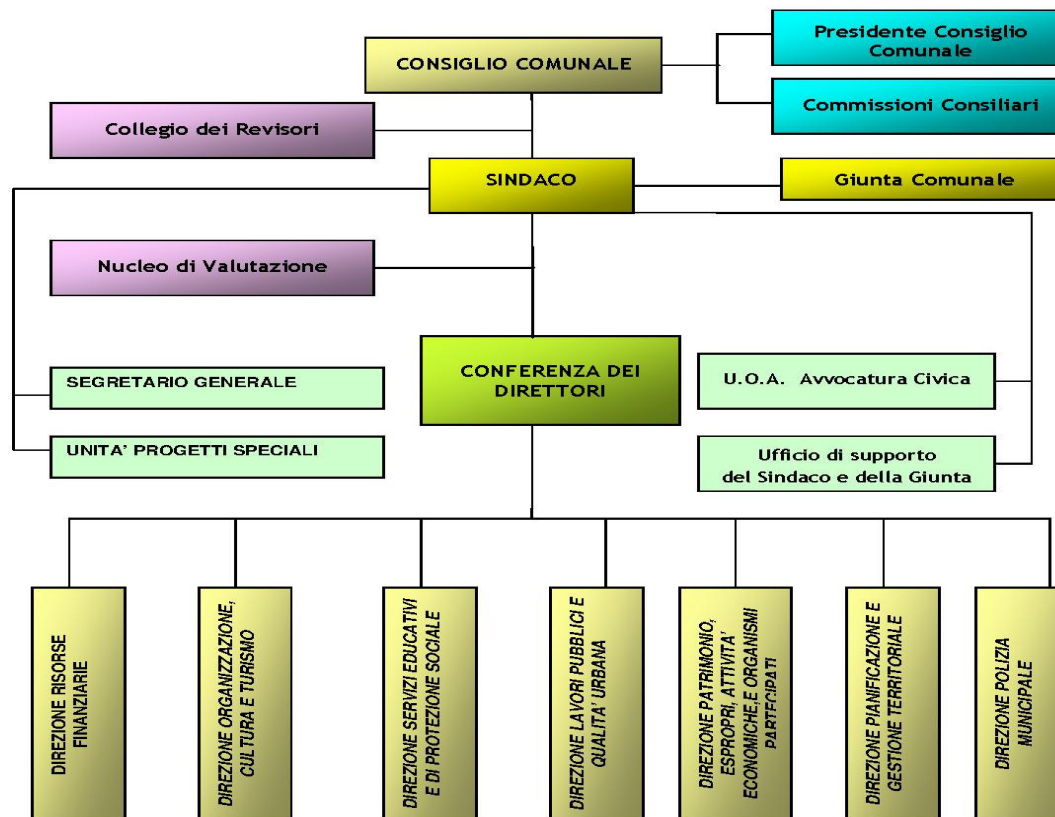 Presidente Consiglio
Comunale
CONSIGLIO COMUNALE
Commissioni Consiliari
Collegio dei Revisori
SINDACO
Giunta Comunale
Nucleo di Valutazione
CONFERENZA DEI
DIRETTORI
SEGRETARIO GENERALE
U.O.A. Avvocatura Civica
UNITA' PROGETTI SPECIALI
Ufficio di supporto
del Sindaco e della Giunta
DIREZIONE RISORSE
FINANZIARIE
DIREZIONE ORGANIZZAZIONE,
CULTURA E TURISMO
DIREZIONE SERVIZI EDUCATIVI
E DI PROTEZIONE SOCIALE
DIREZIONE LAVORI PUBBLICI E
QUALITA' URBANA
DIREZIONE PATRIMONIO,
ESPROPRI, ATTIVITA'
ECONOMICHE,E ORGANISMI
PARTECIPATI
DIREZIONE PIANIFICAZIONE E
GESTIONE TERRITORIALE
DIREZIONE POLIZIA
MUNICIPALE